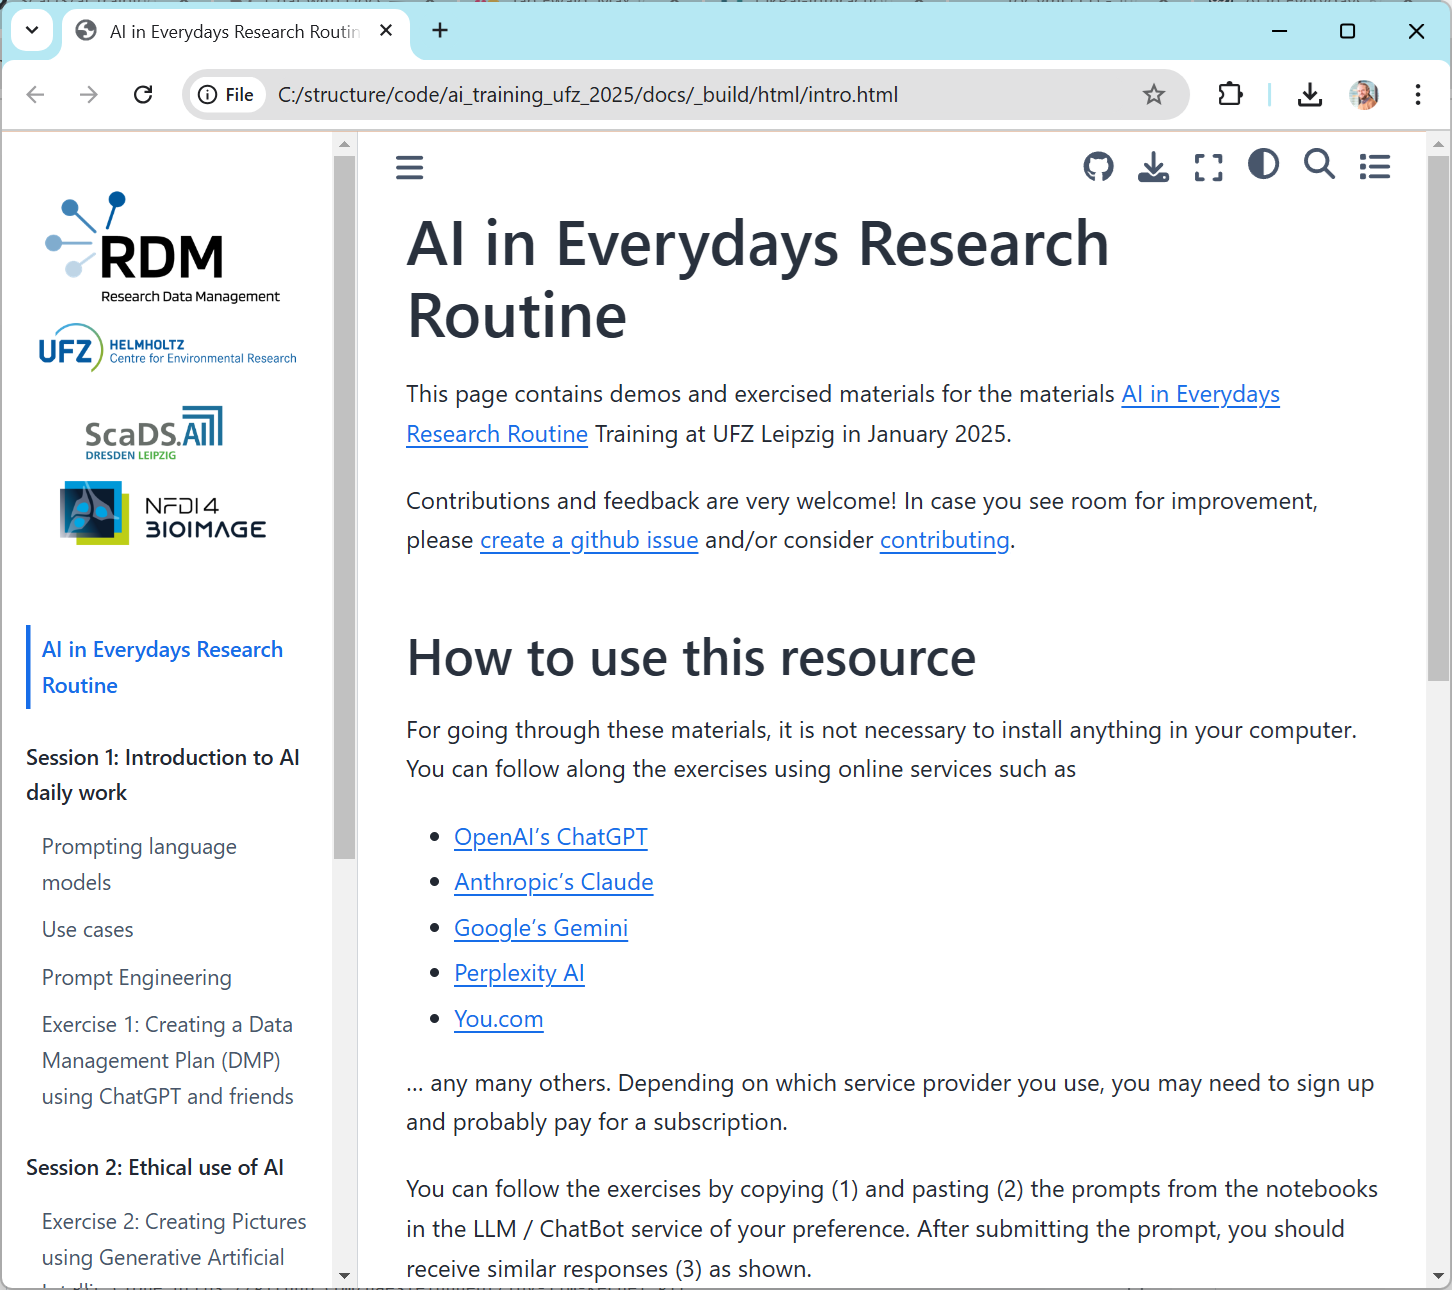 AI in Everydays Research Routin
File
C:/structure/code/ai_training_ufz_2025/docs/_build/html/intro.html
RDM
Research Data Management
UFZ HELMHOLTZ
Centre for Environmental Research
ScaDS.AI
DRESDEN LEIPZIG
NFDI4
BIOIMAGE
AI in Everydays Research
Routine
Session 1: Introduction to AI
daily work
Prompting language
models
Use cases
Prompt Engineering
Exercise 1: Creating a Data
Management Plan (DMP)
using ChatGPT and friends
Session 2: Ethical use of AI
Exercise 2: Creating Pictures
using Generative Artificial
AI in Everydays Research
Routine
This page contains demos and exercised materials for the materials AI in Everydays
Research Routine Training at UFZ Leipzig in January 2025.
Contributions and feedback are very welcome! In case you see room for improvement,
please create a github issue and/or consider contributing.
How to use this resource
For going through these materials, it is not necessary to install anything in your computer.
You can follow along the exercises using online services such as
• OpenAI's ChatGPT
• Anthropic's Claude
• Google's Gemini
• Perplexity AI
• You.com
... any many others. Depending on which service provider you use, you may need to sign up
and probably pay for a subscription.
You can follow the exercises by copying (1) and pasting (2) the prompts from the notebooks
in the LLM / ChatBot service of your preference. After submitting the prompt, you should
receive similar responses (3) as shown.